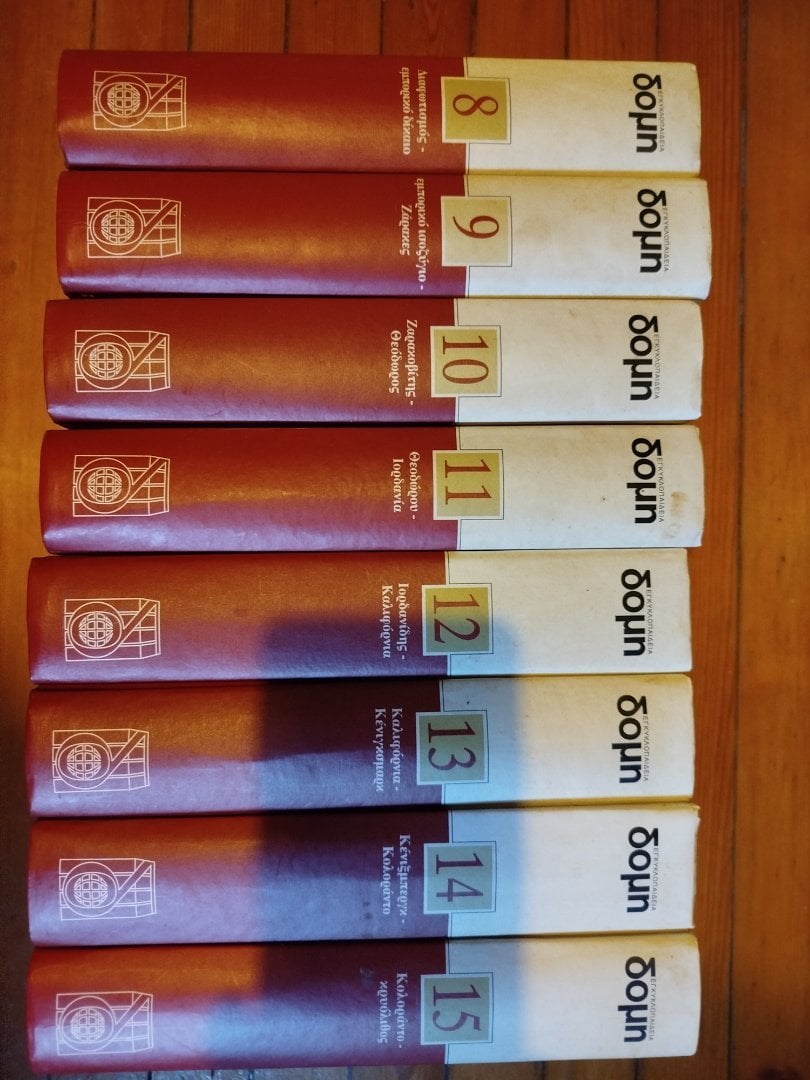 ΕΓΚΥΚΛΟΠΑΙΔΕΙΑ
δομη
8
Διαφωτισμός -
εμπορικό δίκαιο
ΕΓΚΥΚΛΟΠΑΙΔΕΙΑ
δομη
9
εμπορικό ισοζύγιο -
Ζάρακες
ΕΓΚΥΚΛΟΠΑΙΔΕΙΑ
δομη
10
Ζαρακοβίτης -
Θεόδωρος
ΕΓΚΥΚΛΟΠΑΙΔΕΙΑ
δομη
11
Θεοδώρου -
Ιορδανία
ΕΓΚΥΚΛΟΠΑΙΔΕΙΑ
δομη
12
Ιορδανίδης -
Καλιφόρνια
ΕΓΚΥΚΛΟΠΑΙΔΕΙΑ
δομη
13
Καλιφόρνια -
Κένιγκσμαρκ
ΕΓΚΥΚΛΟΠΑΙΔΕΙΑ
δομη
14
Κένιξμπεργκ -
Κολοράντο
ΕΓΚΥΚΛΟΠΑΙΔΕΙΑ
δομη
15
Κολοράντο -
κρυόλιθος